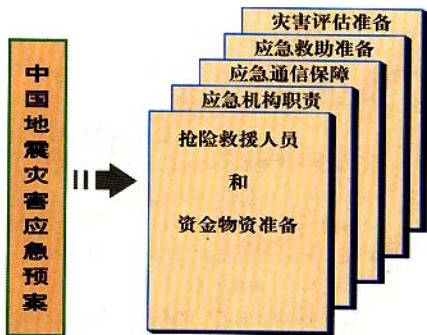 中国地震灾害应急预案
灾害评估准备
应急救助准备
应急通信保障
应急机构职责
抢险救援人员
和
资金物资准备